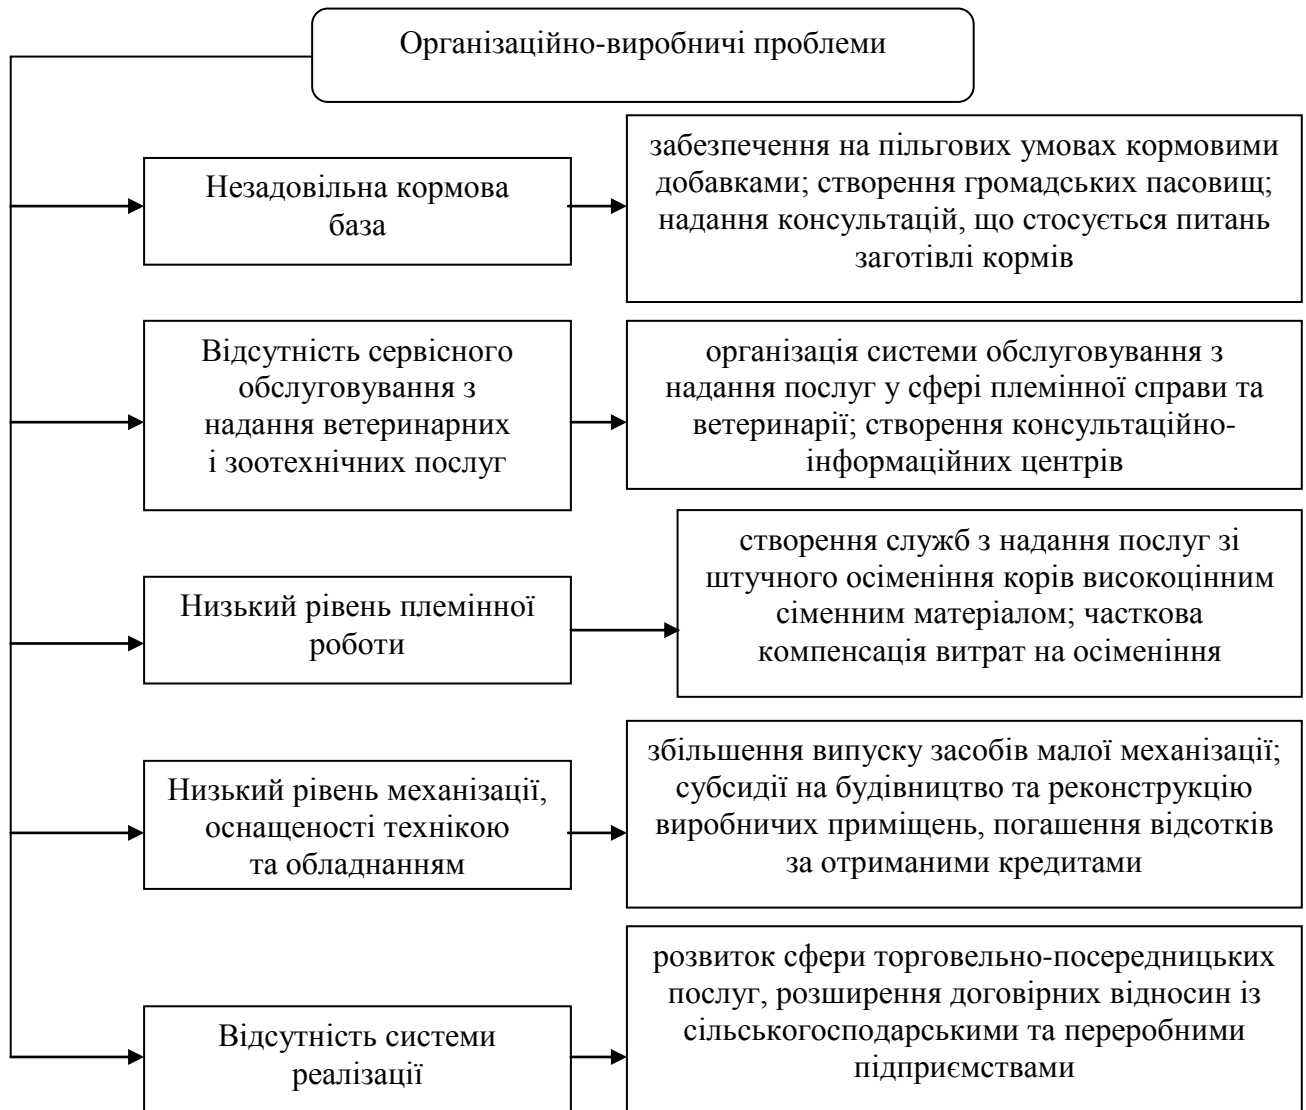 Організаційно-виробничі проблеми
Незадовільна кормова
база
забезпечення на пільгових умовах кормовими
добавками; створення громадських пасовищ;
надання консультацій, що стосується питань
заготівлі кормів
Відсутність сервісного
обслуговування з
надання ветеринарних
і зоотехнічних послуг
організація системи обслуговування з
надання послуг у сфері племінної справи та
ветеринарії; створення консультаційно-
інформаційних центрів
Низький рівень племінної
роботи
створення служб з надання послуг зі
штучного осіменіння корів високоцінним
сіменним матеріалом; часткова
компенсація витрат на осіменіння
Низький рівень механізації,
оснащеності технікою
та обладнанням
збільшення випуску засобів малої механізації;
субсидії на будівництво та реконструкцію
виробничих приміщень, погашення відсотків
за отриманими кредитами
Відсутність системи
реалізації
розвиток сфери торговельно-посередницьких
послуг, розширення договірних відносин із
сільськогосподарськими та переробними
підприємствами